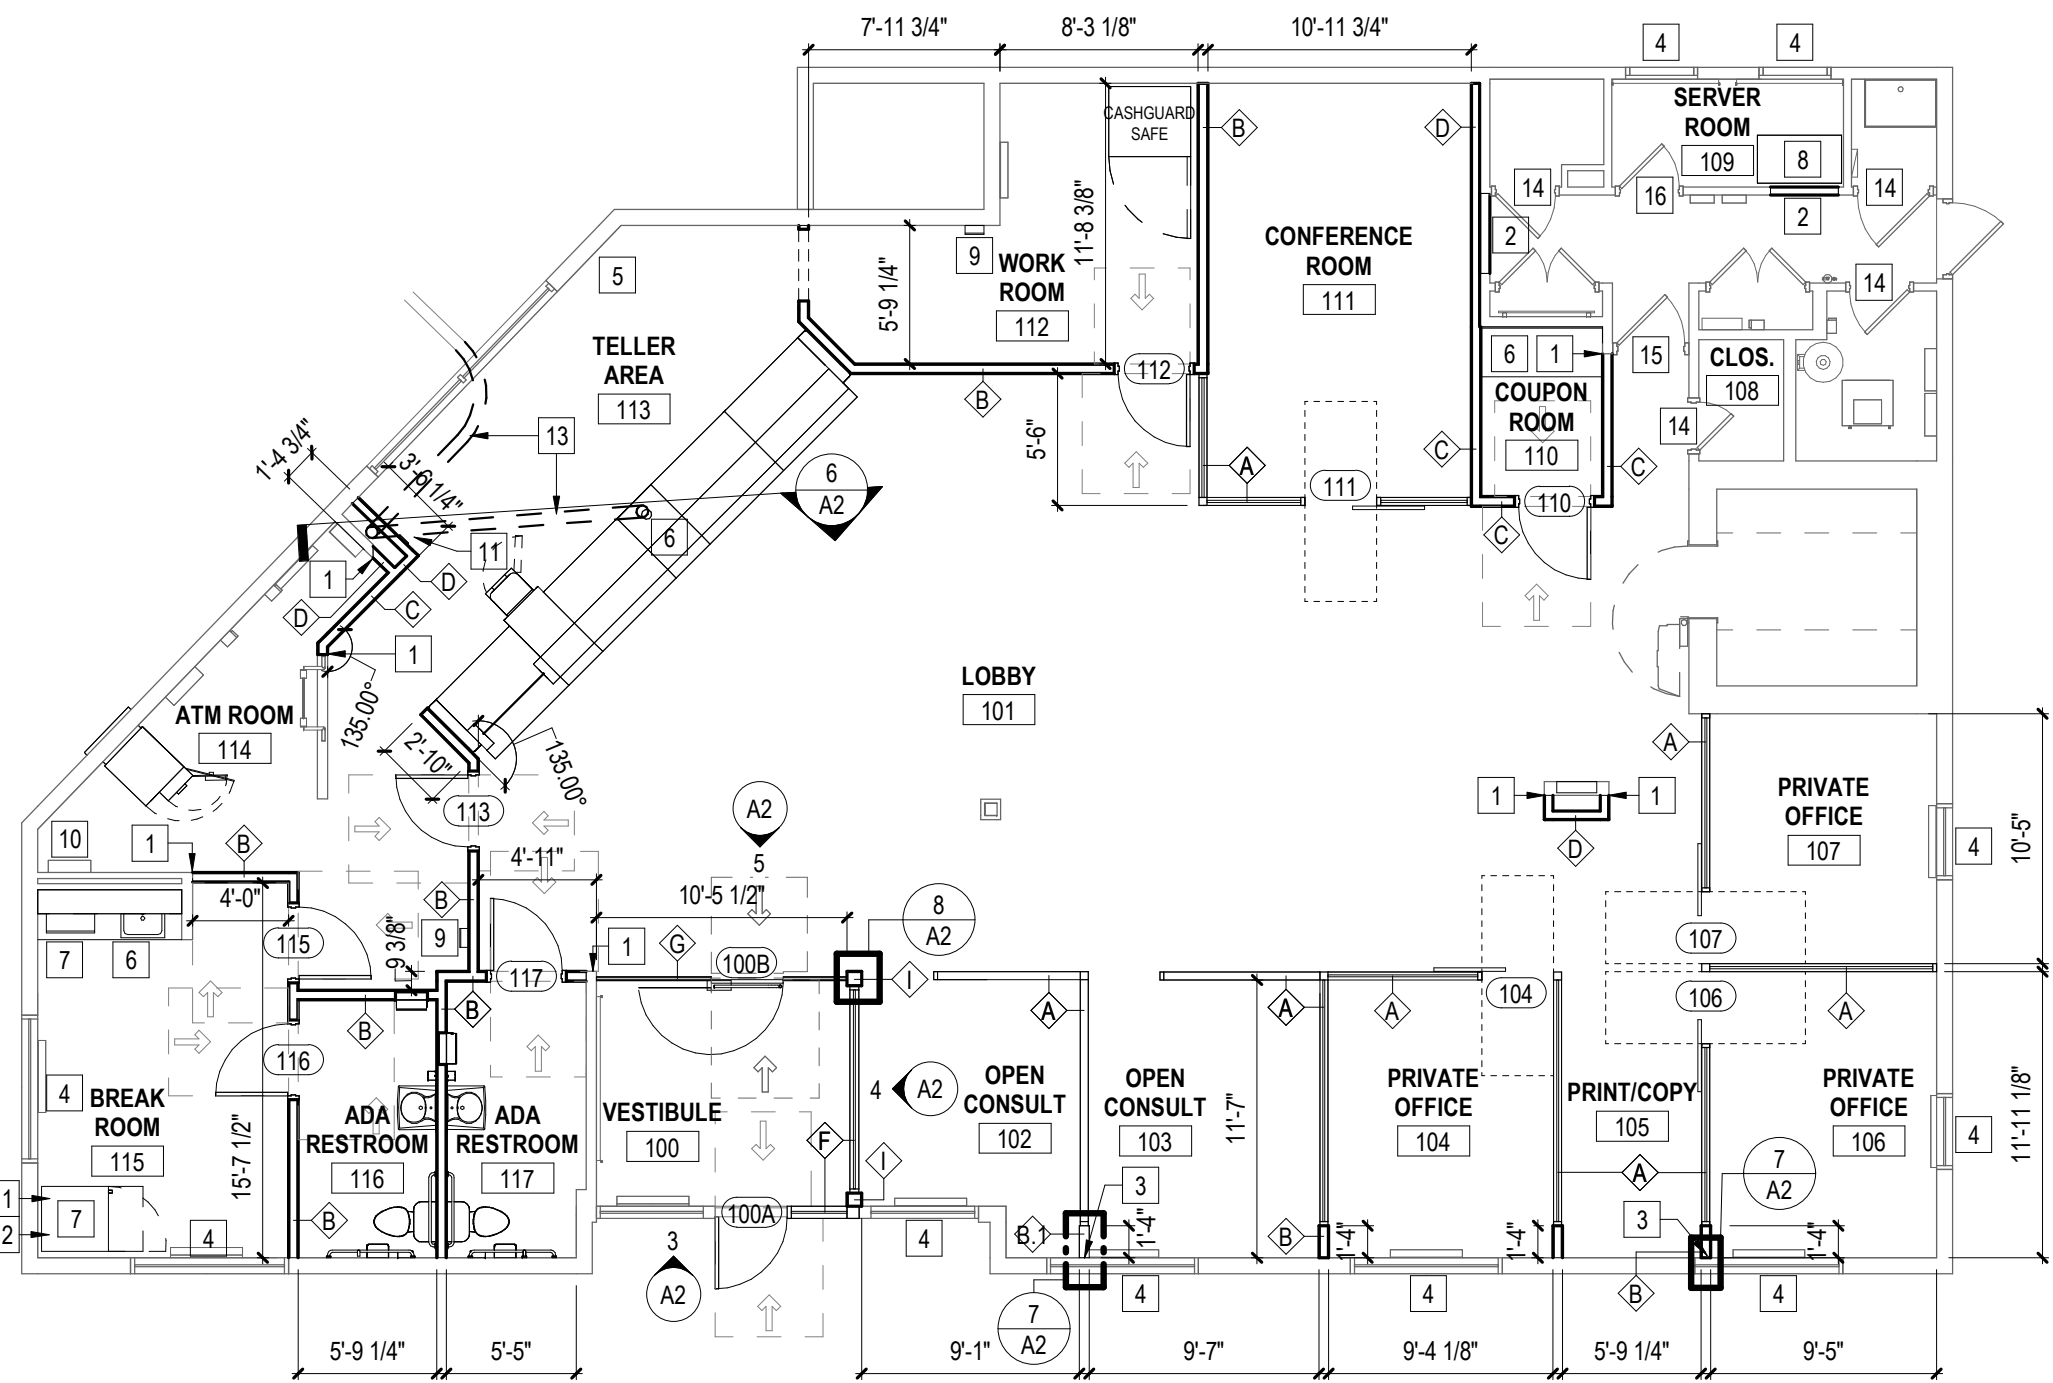 7'-11 3/4"
8'-3 1/8"
10'-11 3/4"
4
4
CASHGUARD
SAFE
B
D
SERVER
ROOM
109
8
14
16
14
2
2
11'-8 3/8"
5
9
WORK
ROOM
112
CONFERENCE
ROOM
111
14
5'-9 1/4"
TELLER
AREA
113
6
1
15
CLOS.
108
112
COUPON
ROOM
110
B
14
13
1'-4 3/4"
3'-6 1/4"
5'-6"
A
C
C
6
A2
111
110
6
11
C
1
D
D
C
1
135.00°
LOBBY
101
ATM ROOM
114
2'-10"
135.00°
A
PRIVATE
OFFICE
107
4
10'-5"
1
1
D
113
A2
5
10
1
B
4'-11"
4'-0"
B
10'-5 1/2"
8
A2
7
6
115
9 3/8"
9
117
1
G
100B
I
107
106
104
B
B
A
A
A
A
116
4
BREAK
ROOM
115
15'-7 1/2"
ADA
RESTROOM
116
ADA
RESTROOM
117
VESTIBULE
100
4
A2
OPEN
CONSULT
102
OPEN
CONSULT
103
11'-7"
PRIVATE
OFFICE
104
PRINT/COPY
105
PRIVATE
OFFICE
106
4
11'-11 1/8"
F
I
3
A
7
A2
1
2
7
B
4
100A
3
A2
4
B.1
1'-4"
B
1'-4"
1'-4"
3
1'-4"
B
7
A2
4
4
4
5'-9 1/4"
5'-5"
9'-1"
9'-7"
9'-4 1/8"
5'-9 1/4"
9'-5"